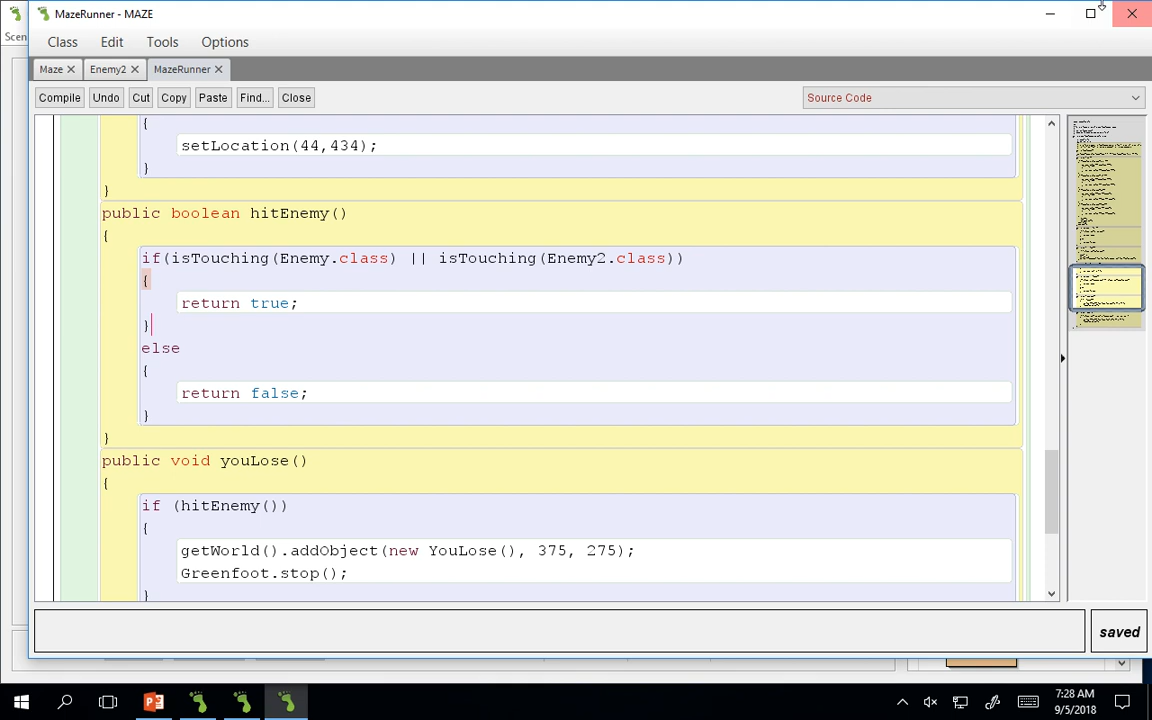 MazeRunner - MAZE
Scen
Class Edit Tools Options
Maze Enemy2 MazeRunner
Compile Undo Cut Copy Paste Find... Close Source Code
{
setLocation(44,434);
}
}
public boolean hitEnemy()
{
if(isTouching(Enemy.class) || isTouching(Enemy2.class))
{
return true;
}
else
{
return false;
}
}
public void youLose()
{
if (hitEnemy())
{
getWorld().addObject(new YouLose(), 375, 275);
Greenfoot.stop();
}
saved
7:28 AM
9/5/2018